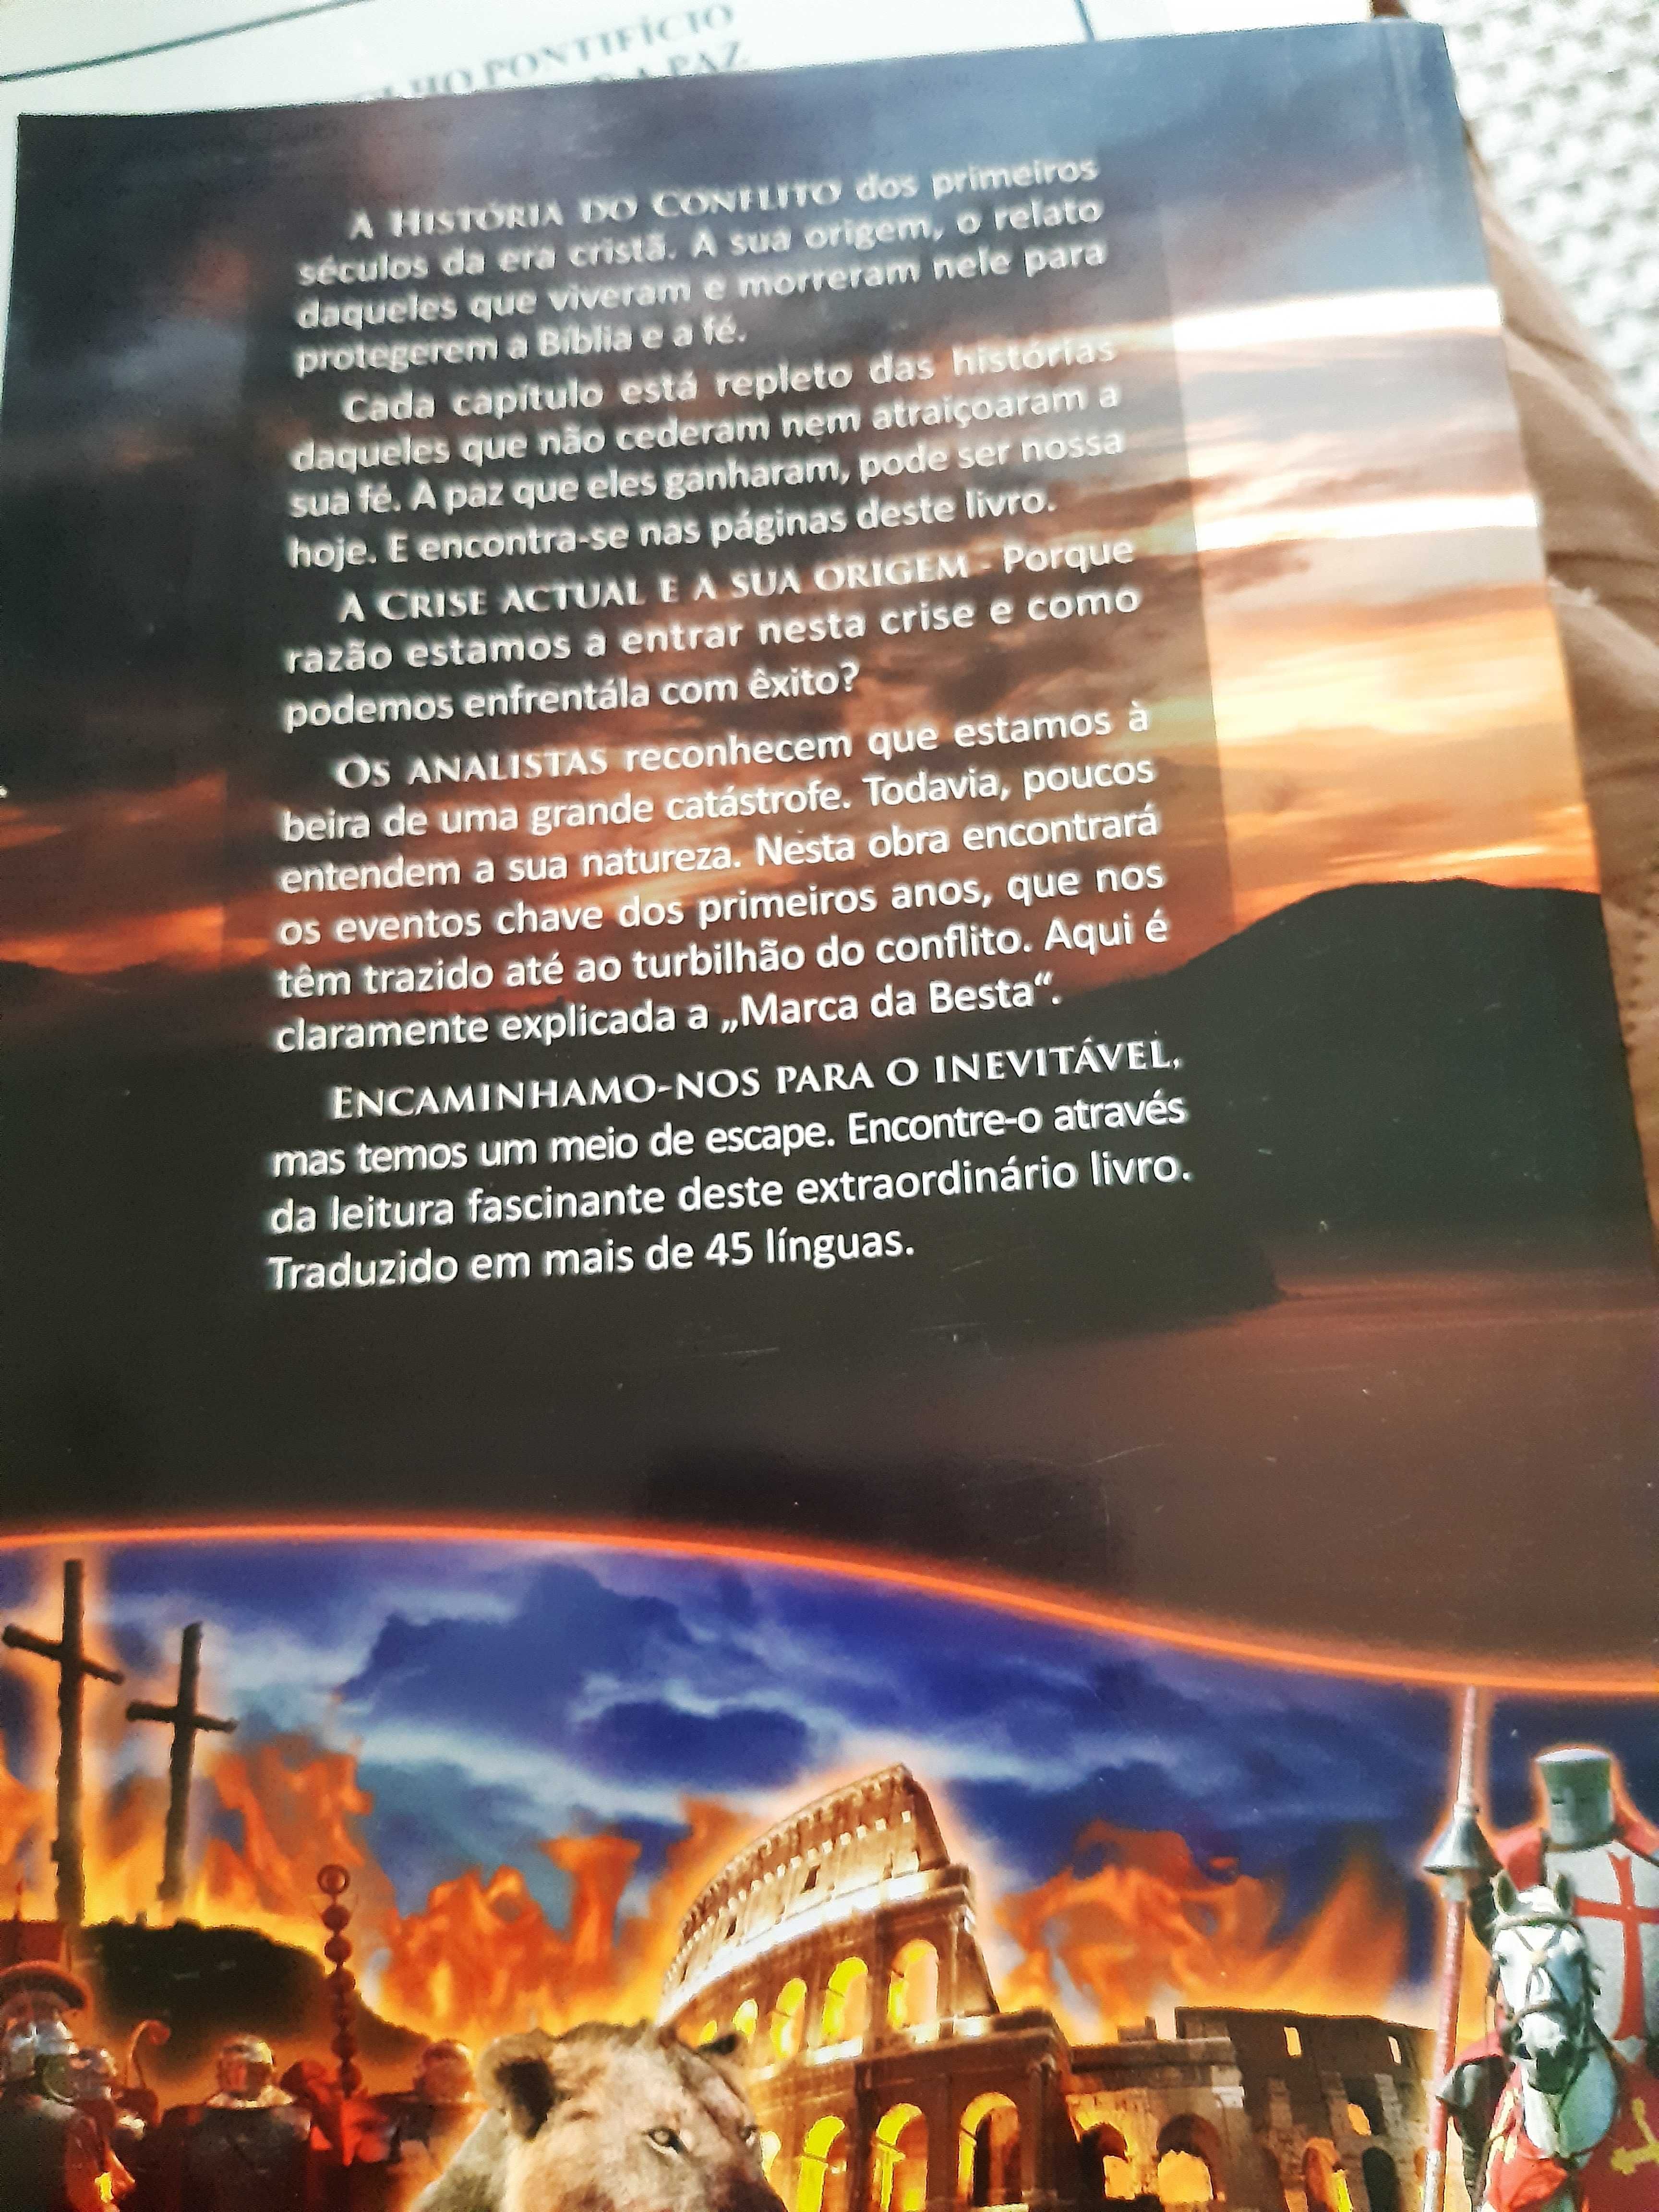 PONTIFÍCIO
PAZ
A HISTÓRIA DO CONFLITO dos primeiros
séculos da era cristã. A sua origem, o relato
daqueles que viveram e morreram nele para
protegerem a Bíblia e a fé.
Cada capítulo está repleto das histórias
daqueles que não cederam nem atraiçoaram a
sua fé. A paz que eles ganharam, pode ser nossa
hoje. E encontra-se nas páginas deste livro.
A CRISE ACTUAL E A SUA ORIGEM - Porque
razão estamos a entrar nesta crise e como
podemos enfrentála com êxito?
OS ANALISTAS reconhecem que estamos à
beira de uma grande catástrofe. Todavia, poucos
entendem a sua natureza. Nesta obra encontrará
os eventos chave dos primeiros anos, que nos
têm trazido até ao turbilhão do conflito. Aqui é
claramente explicada a „Marca da Besta“.
ENCAMINHAMO-NOS PARA O INEVITÁVEL,
mas temos um meio de escape. Encontre-o através
da leitura fascinante deste extraordinário livro.
Traduzido em mais de 45 línguas.